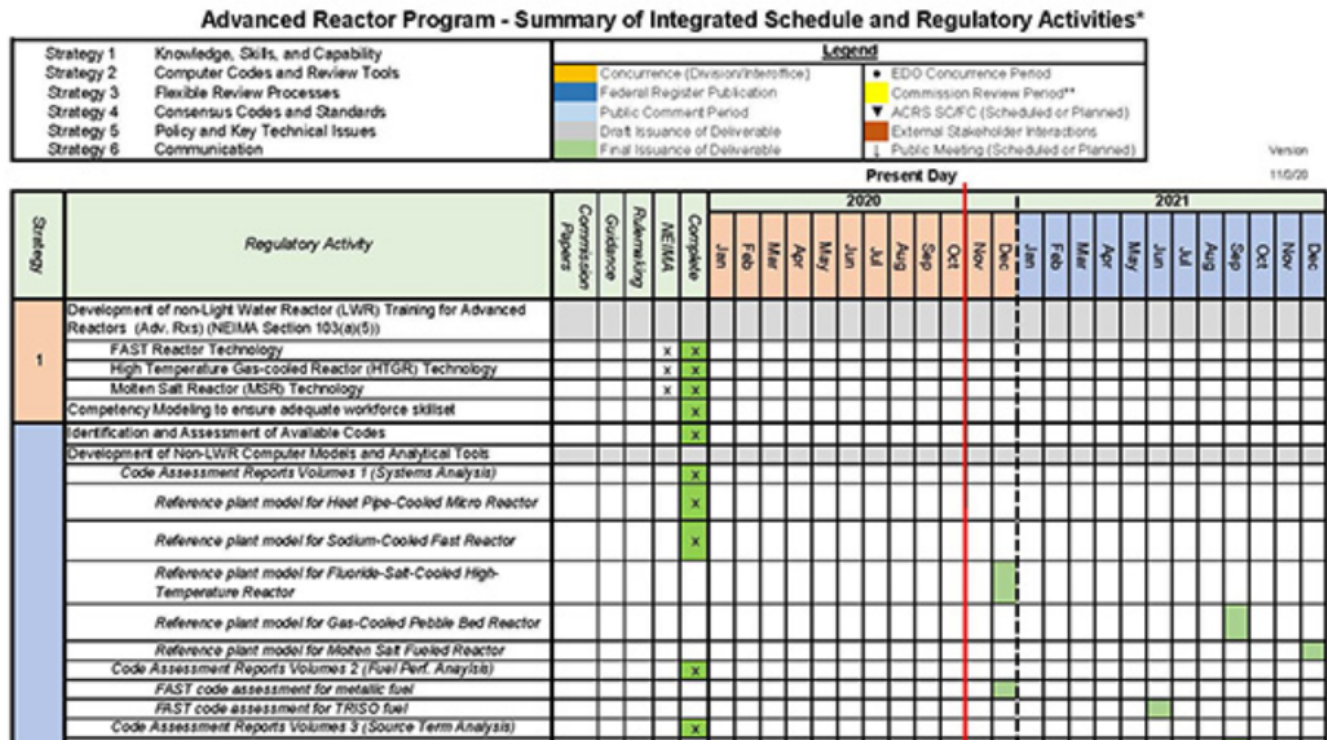 Advanced Reactor Program - Summary of Integrated Schedule and Regulatory Activities*
Strategy 1 Knowledge, Skills, and Capability
Strategy 2 Computer Codes and Review Tools
Strategy 3 Flexible Review Processes
Strategy 4 Consensus Codes and Standards
Strategy 5 Policy and Key Technical Issues
Strategy 6 Communication
Legend
Concurrence (Division/Interoffice)
Federal Register Publication
Public Comment Period
Draft Issuance of Deliverable
Final Issuance of Deliverable
EDO Concurrence Period
Commission Review Period**
ACRS SC/FC (Scheduled or Planned)
External Stakeholder Interactions
Public Meeting (Scheduled or Planned)
Version
Present Day
2020 2021
Strategy
Regulatory Activity
Commission Papers
Guidance
Rulemaking
NEIMA
Complete
Jan Feb Mar Apr May Jun Jul Aug Sep Oct Nov Dec Jan Feb Mar Apr May Jun Jul Aug Sep Oct Nov Dec
1
Development of non-Light Water Reactor (LWR) Training for Advanced
Reactors (Adv. Rxs) (NEIMA Section 103(a)(5))
FAST Reactor Technology x x
High Temperature Gas-cooled Reactor (HTGR) Technology x x
Molten Salt Reactor (MSR) Technology x x
Competency Modeling to ensure adequate workforce skillset x
Identification and Assessment of Available Codes x
Development of Non-LWR Computer Models and Analytical Tools
Code Assessment Reports Volumes 1 (Systems Analysis) x
Reference plant model for Heat Pipe-Cooled Micro Reactor x
Reference plant model for Sodium-Cooled Fast Reactor x
Reference plant model for Fluoride-Salt-Cooled High-
Temperature Reactor
Reference plant model for Gas-Cooled Pebble Bed Reactor
Reference plant model for Molten Salt Fueled Reactor
Code Assessment Reports Volumes 2 (Fuel Perf. Anaylsis) x
FAST code assessment for metallic fuel
FAST code assessment for TRISO fuel
Code Assessment Reports Volumes 3 (Source Term Analysis) x